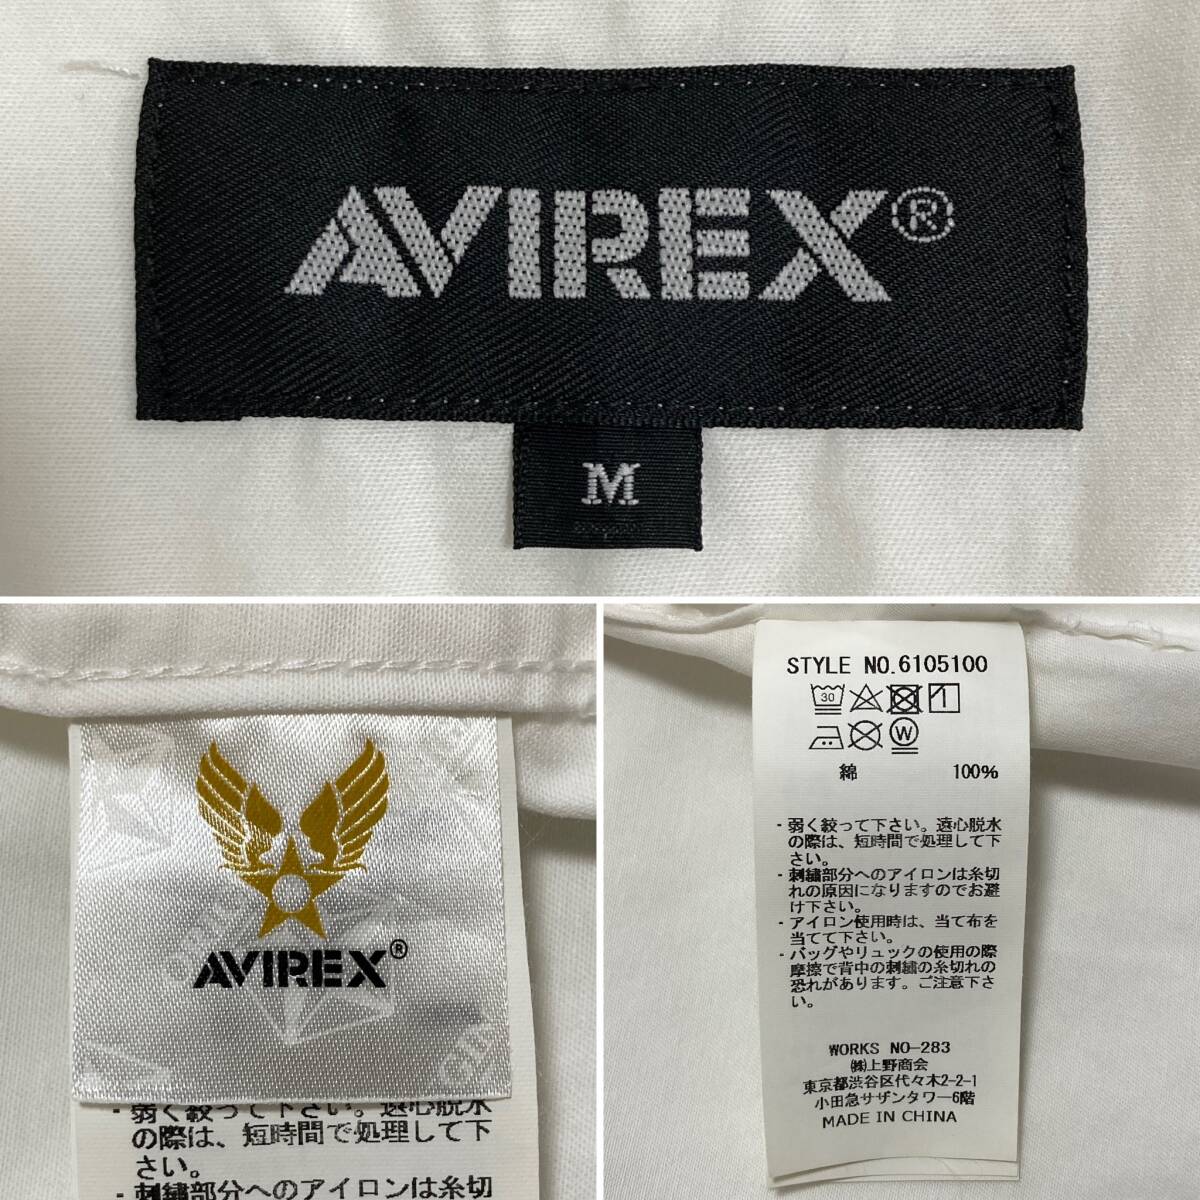 AVIREX®
M
AVIREX®
・弱く絞って下さい。遠心脱水
の際は、短時間で処理して下
さい。
・刺繍部分へのアイロンは糸切
STYLE NO.6105100
30
1
W
綿 100%
・弱く絞って下さい。遠心脱水
の際は、短時間で処理して下
さい。
・刺繍部分へのアイロンは糸切
れの原因になりますのでお避
け下さい。
・アイロン使用時は、当て布を
当てて下さい。
・バッグやリュックの使用の際
摩擦で背中の刺繍の糸切れの
恐れがあります。ご注意下さ
い。
WORKS NO-283
㈱上野商会
東京都渋谷区代々木2-2-1
小田急サザンタワー6階
MADE IN CHINA